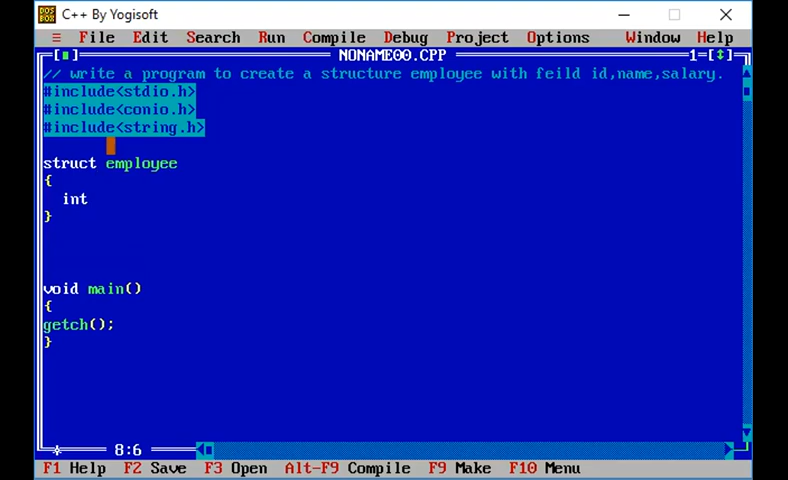 C++ By Yogisoft
≡ File Edit Search Run Compile Debug Project Options Window Help
[■] NONAME00.CPP 1=[↕]
// write a program to create a structure employee with feild id,name,salary.
#include<stdio.h>
#include<conio.h>
#include<string.h>
struct employee
{
int
}
void main()
{
getch();
}
* 8:6
F1 Help F2 Save F3 Open Alt-F9 Compile F9 Make F10 Menu